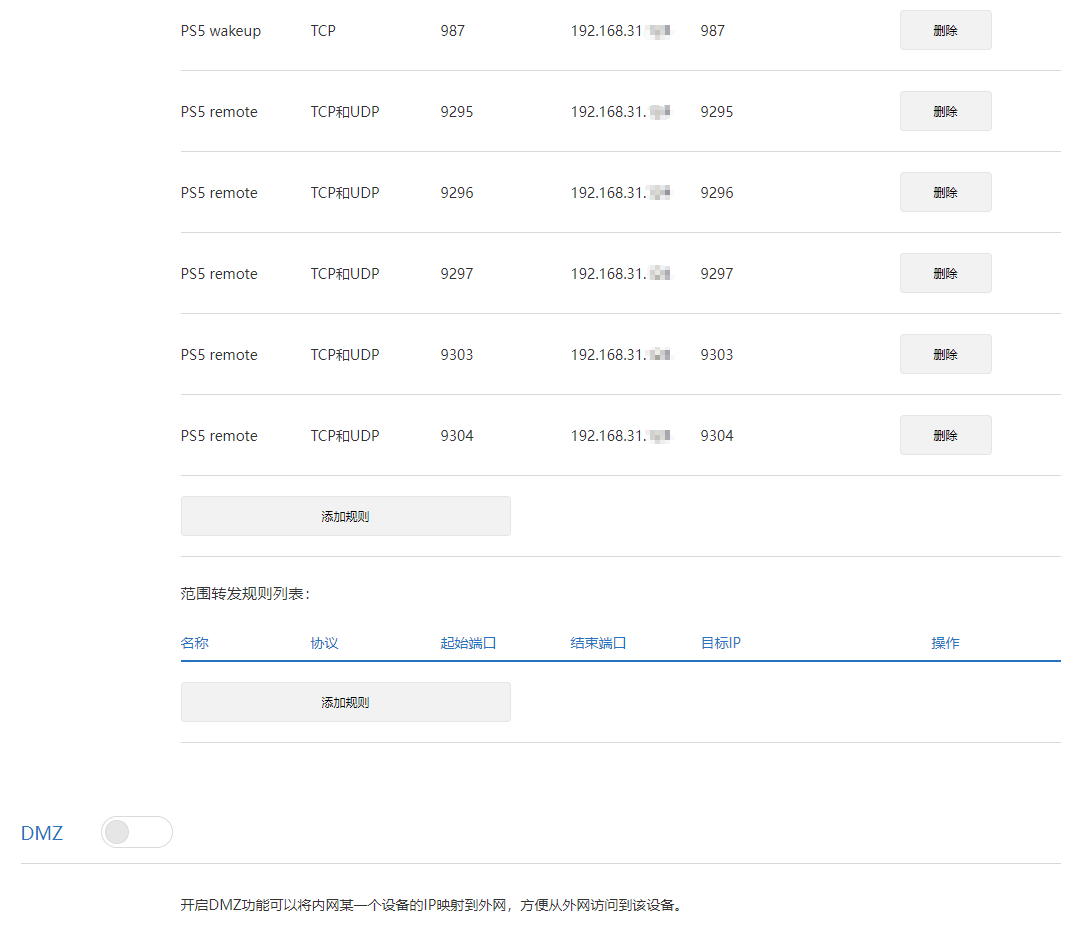 PS5 wakeup TCP 987 192.168.31 987 删除
PS5 remote TCP和UDP 9295 192.168.31. 9295 删除
PS5 remote TCP和UDP 9296 192.168.31. 9296 删除
PS5 remote TCP和UDP 9297 192.168.31. 9297 删除
PS5 remote TCP和UDP 9303 192.168.31. 9303 删除
PS5 remote TCP和UDP 9304 192.168.31. 9304 删除
添加规则
范围转发规则列表：
名称 协议 起始端口 结束端口 目标IP 操作
添加规则
DMZ
开启DMZ功能可以将内网某一个设备的IP映射到外网，方便从外网访问到该设备。